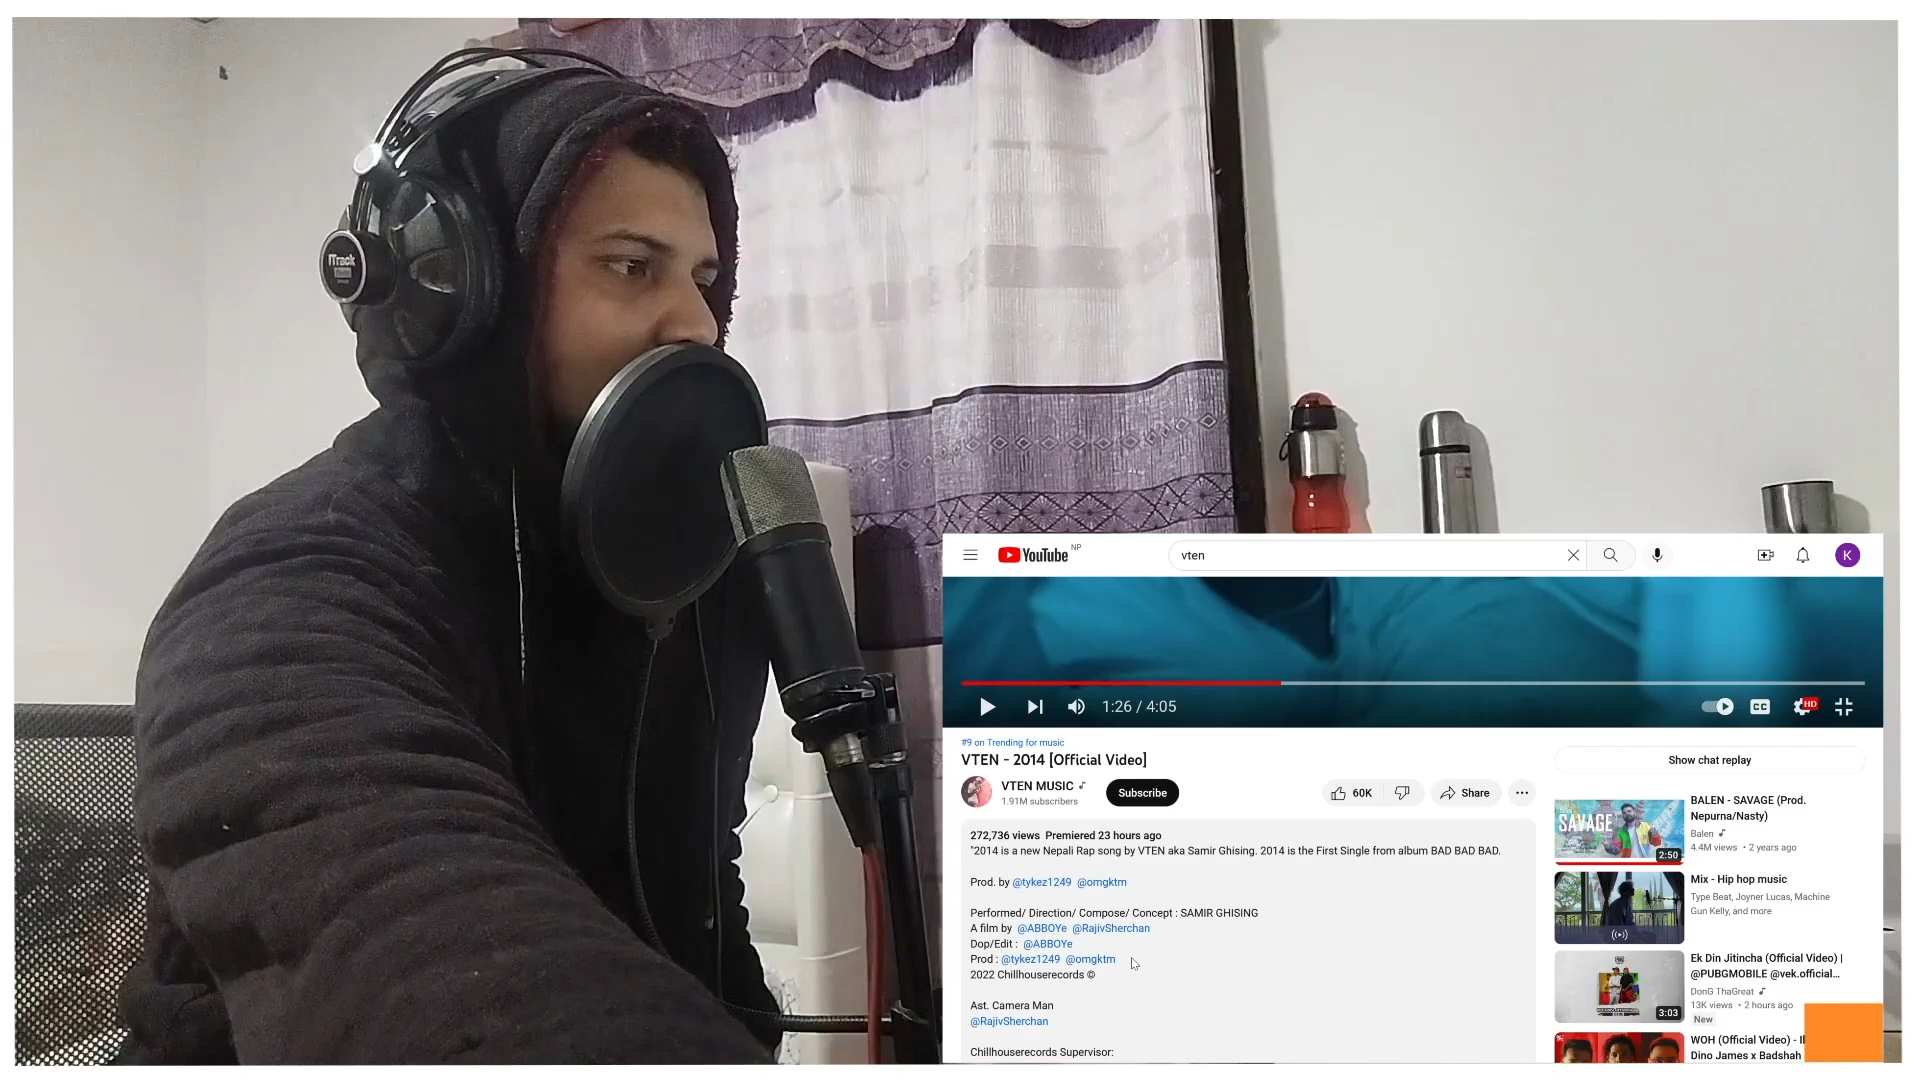 iTrack
YouTube NP
vten
K
1:26 / 4:05
CC
HD
#9 on Trending for music
VTEN - 2014 [Official Video]
VTEN MUSIC
1.91M subscribers
Subscribe
60K
Share
272,736 views Premiered 23 hours ago
"2014 is a new Nepali Rap song by VTEN aka Samir Ghising. 2014 is the First Single from album BAD BAD BAD.
Prod. by @tykez1249 @omgktm
Performed/ Direction/ Compose/ Concept : SAMIR GHISING
A film by @ABBOYe @RajivSherchan
Dop/Edit : @ABBOYe
Prod : @tykez1249 @omgktm
2022 Chillhouserecords ©
Ast. Camera Man
@RajivSherchan
Chillhouserecords Supervisor:
Show chat replay
SAVAGE
2:50
BALEN - SAVAGE (Prod.
Nepurna/Nasty)
Balen
4.4M views • 2 years ago
Mix - Hip hop music
Type Beat, Joyner Lucas, Machine
Gun Kelly, and more
3:03
Ek Din Jitincha (Official Video) |
@PUBGMOBILE @vek.official...
DonG ThaGreat
13K views • 2 hours ago
New
WOH (Official Video) -
Dino James x Badshah